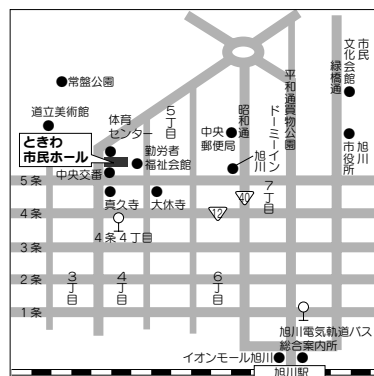 常盤公園
道立美術館
体育
センター
ときわ
市民ホール
勤労者
福祉会館
中央交番
5条
真久寺
大休寺
4条
4条4丁目
3条
2条
1条
3丁目
4丁目
5丁目
6丁目
7丁目
中央
郵便局
昭和通
ドーミーイン
旭川
平和通買物公園
緑橋通
市民
文化会館
旭川
市役所
40
12
旭川電気軌道バス
総合案内所
イオンモール旭川
旭川駅